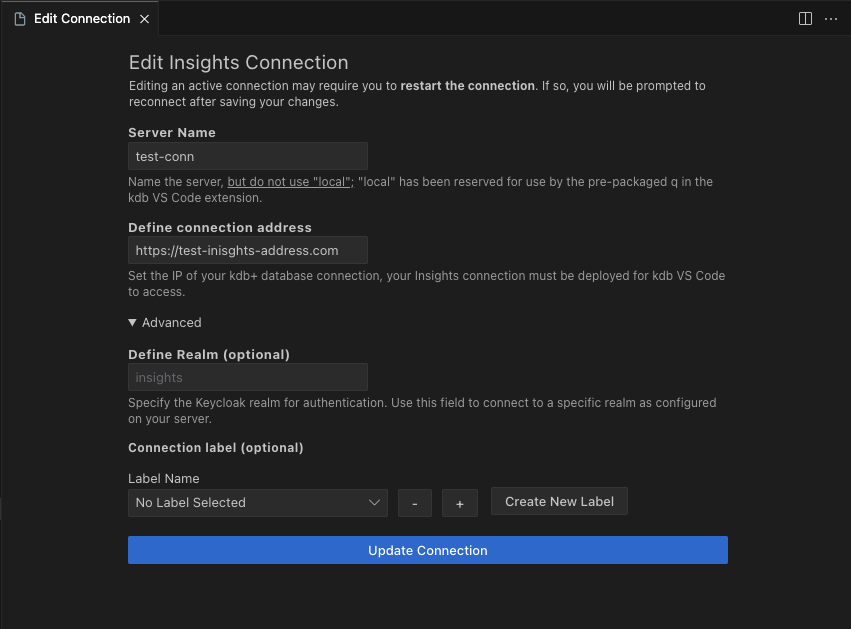 Edit Connection
Edit Insights Connection
Editing an active connection may require you to restart the connection. If so, you will be prompted to
reconnect after saving your changes.
Server Name
test-conn
Name the server, but do not use "local"; "local" has been reserved for use by the pre-packaged q in the
kdb VS Code extension.
Define connection address
https://test-inisghts-address.com
Set the IP of your kdb+ database connection, your Insights connection must be deployed for kdb VS Code
to access.
Advanced
Define Realm (optional)
insights
Specify the Keycloak realm for authentication. Use this field to connect to a specific realm as configured
on your server.
Connection label (optional)
Label Name
No Label Selected - + Create New Label
Update Connection